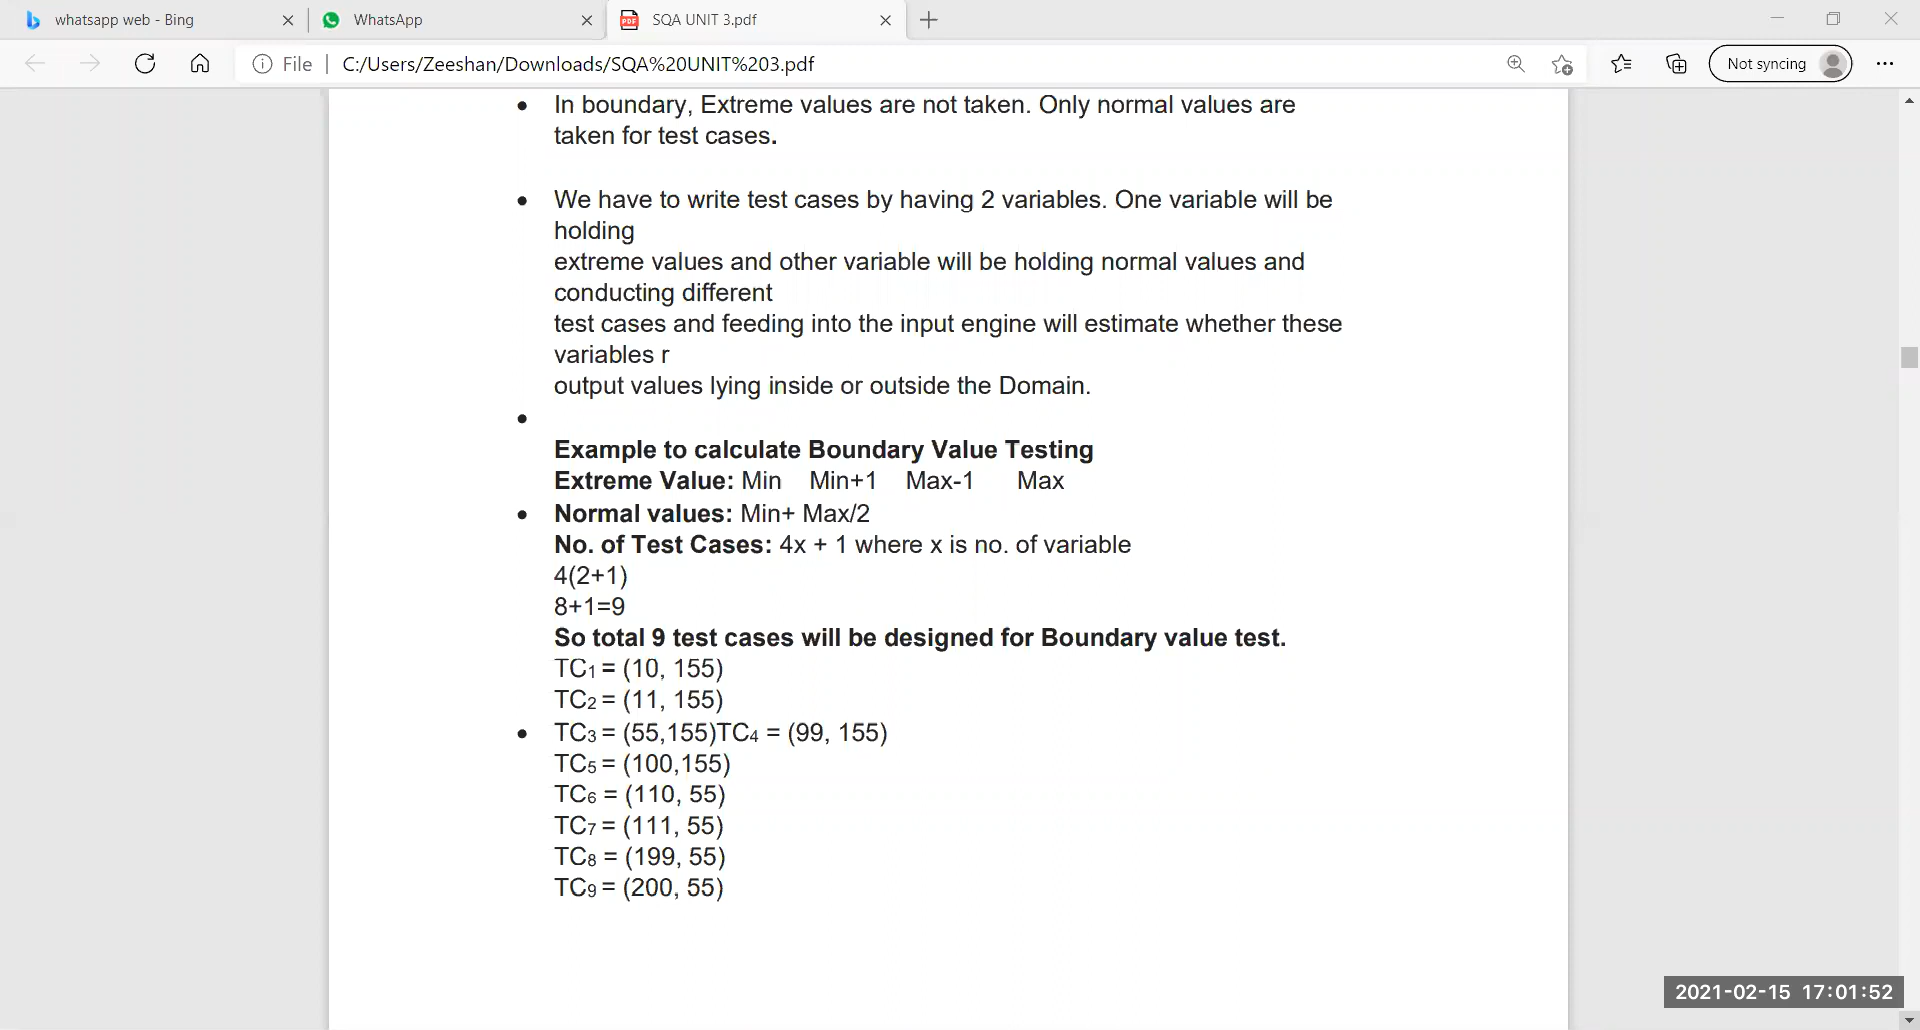 whatsapp web - Bing
WhatsApp
SQA UNIT 3.pdf
File
C:/Users/Zeeshan/Downloads/SQA%20UNIT%203.pdf
Not syncing
• In boundary, Extreme values are not taken. Only normal values are
taken for test cases.
• We have to write test cases by having 2 variables. One variable will be
holding
extreme values and other variable will be holding normal values and
conducting different
test cases and feeding into the input engine will estimate whether these
variables r
output values lying inside or outside the Domain.
•
Example to calculate Boundary Value Testing
Extreme Value: Min Min+1 Max-1 Max
• Normal values: Min+ Max/2
No. of Test Cases: 4x + 1 where x is no. of variable
4(2+1)
8+1=9
So total 9 test cases will be designed for Boundary value test.
TC1 = (10, 155)
TC2 = (11, 155)
• TC3 = (55,155)TC4 = (99, 155)
TC5 = (100,155)
TC6 = (110, 55)
TC7 = (111, 55)
TC8 = (199, 55)
TC9 = (200, 55)
2021-02-15 17:01:52